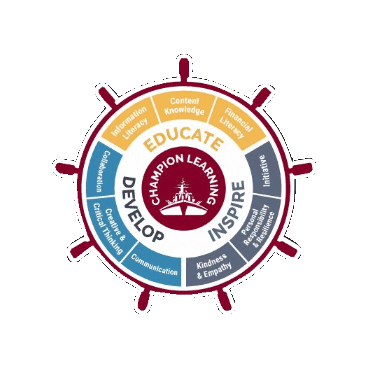 Information
Literacy
Content
Knowledge
Financial
Literacy
Initiative
Personal
Responsibility
& Resilience
Kindness
& Empathy
Communication
Creative &
Critical Thinking
Collaboration
EDUCATE
INSPIRE
DEVELOP
CHAMPION LEARNING